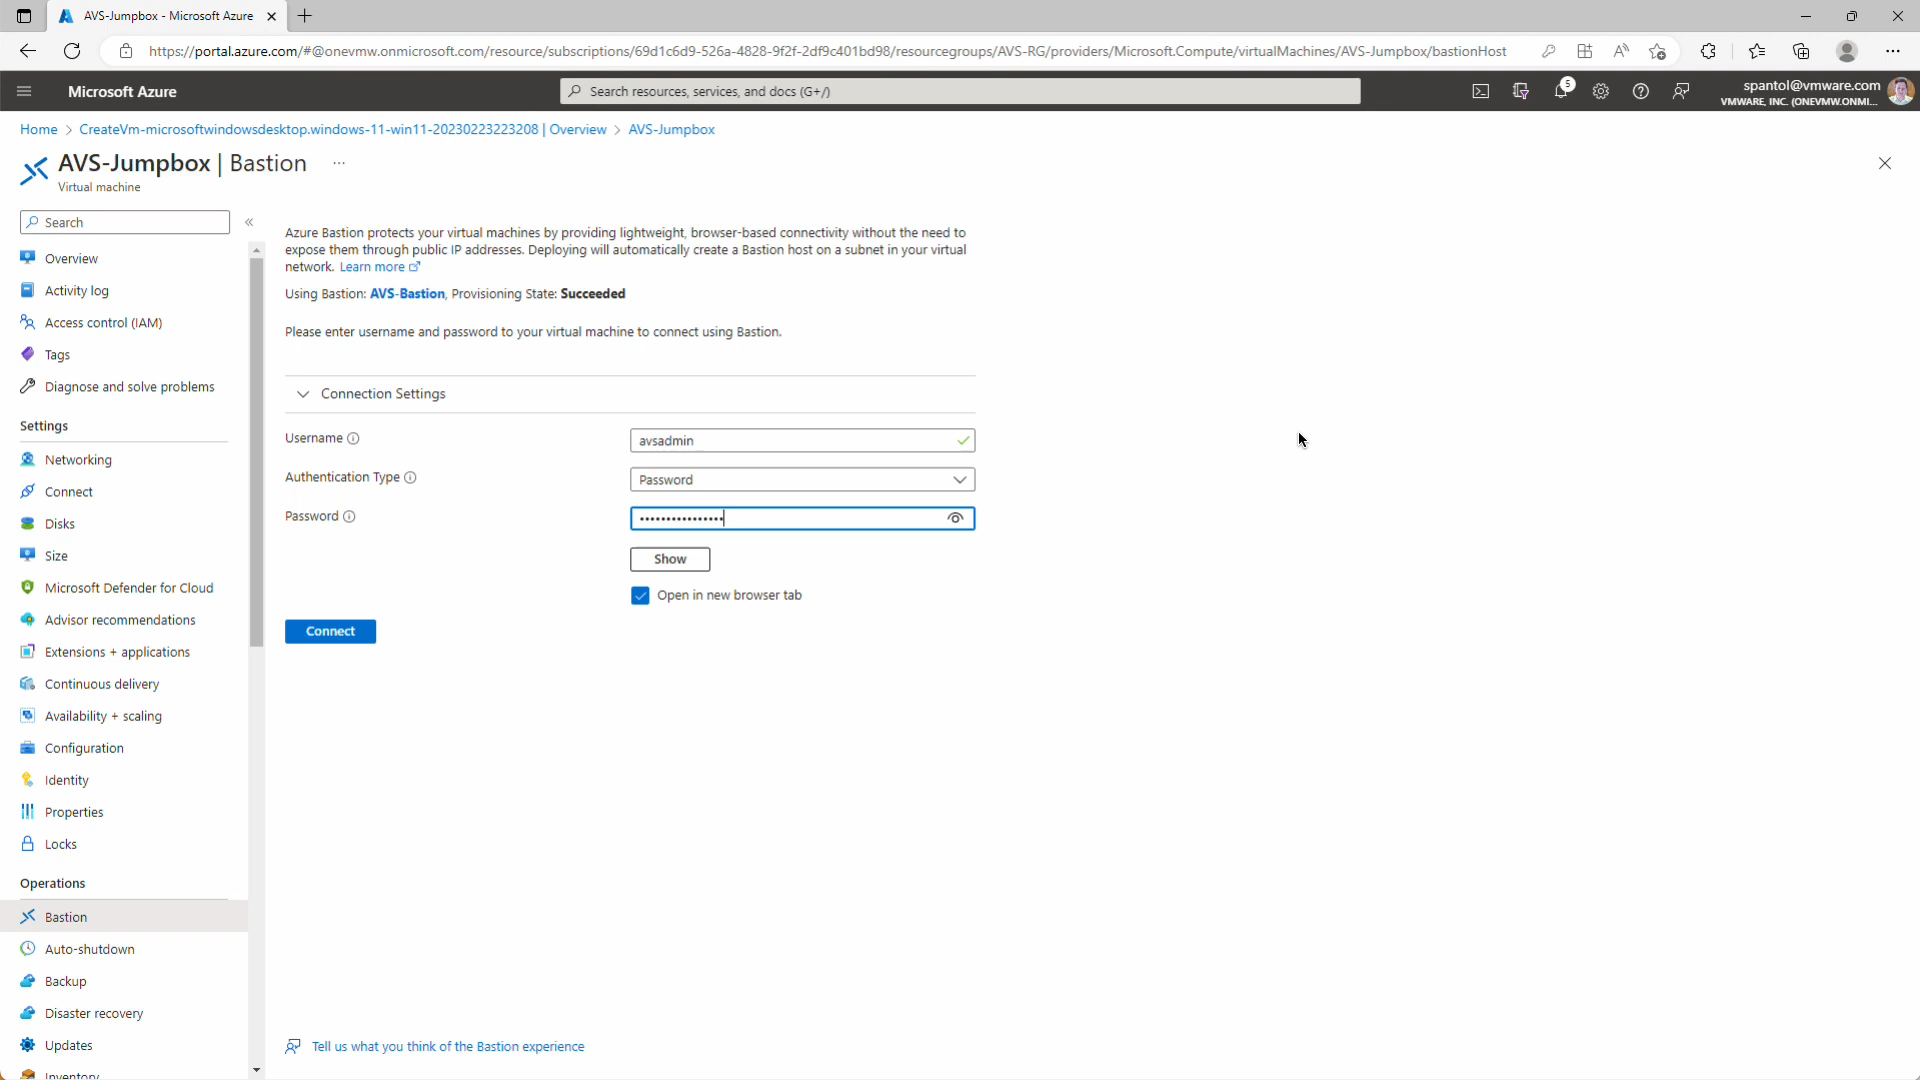 AVS-Jumpbox - Microsoft Azure
https://portal.azure.com/#@onevmw.onmicrosoft.com/resource/subscriptions/69d1c6d9-526a-4828-9f2f-2df9c401bd98/resourcegroups/AVS-RG/providers/Microsoft.Compute/virtualMachines/AVS-Jumpbox/bastionHost
Microsoft Azure
Search resources, services, and docs (G+/)
5
spantol@vmware.com
VMWARE, INC. (ONEVMW.ONMI...
Home > CreateVm-microsoftwindowsdesktop.windows-11-win11-20230223223208 | Overview > AVS-Jumpbox
AVS-Jumpbox | Bastion ...
Virtual machine
Search
Overview
Activity log
Access control (IAM)
Tags
Diagnose and solve problems
Settings
Networking
Connect
Disks
Size
Microsoft Defender for Cloud
Advisor recommendations
Extensions + applications
Continuous delivery
Availability + scaling
Configuration
Identity
Properties
Locks
Operations
Bastion
Auto-shutdown
Backup
Disaster recovery
Updates
Inventory
Azure Bastion protects your virtual machines by providing lightweight, browser-based connectivity without the need to
expose them through public IP addresses. Deploying will automatically create a Bastion host on a subnet in your virtual
network. Learn more
Using Bastion: AVS-Bastion, Provisioning State: Succeeded
Please enter username and password to your virtual machine to connect using Bastion.
Connection Settings
Username
avsadmin
Authentication Type
Password
Password
••••••••••••••••
Show
Open in new browser tab
Connect
Tell us what you think of the Bastion experience